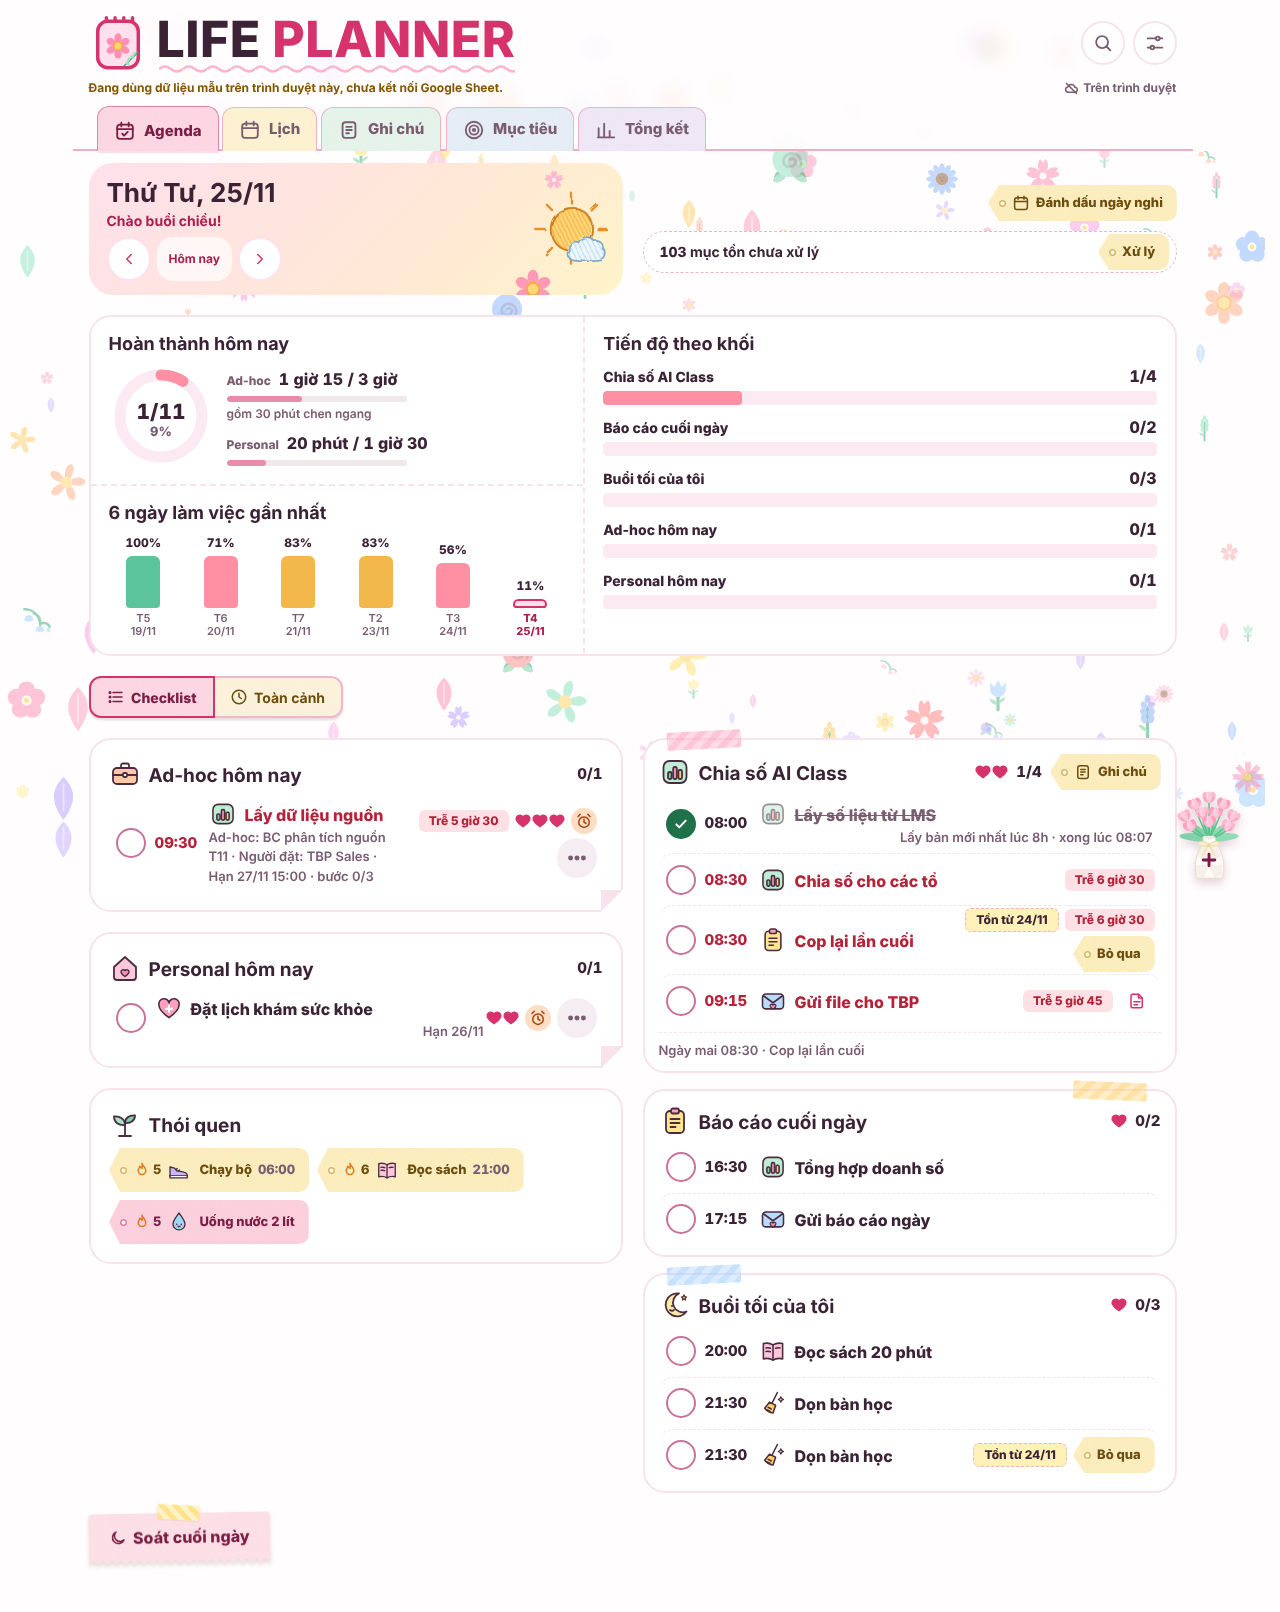 LIFE PLANNER
Đang dùng dữ liệu mẫu trên trình duyệt này, chưa kết nối Google Sheet.
Trên trình duyệt
Agenda
Lịch
Ghi chú
Mục tiêu
Tổng kết
Thứ Tư, 25/11
Chào buổi chiều!
Hôm nay
Đánh dấu ngày nghỉ
103 mục tồn chưa xử lý
Xử lý
Hoàn thành hôm nay
1/11
9%
Ad-hoc 1 giờ 15 / 3 giờ
gồm 30 phút chen ngang
Personal 20 phút / 1 giờ 30
6 ngày làm việc gần nhất
100% 71% 83% 83% 56% 11%
T5 T6 T7 T2 T3 T4
19/11 20/11 21/11 23/11 24/11 25/11
Tiến độ theo khối
Chia số AI Class 1/4
Báo cáo cuối ngày 0/2
Buổi tối của tôi 0/3
Ad-hoc hôm nay 0/1
Personal hôm nay 0/1
Checklist
Toàn cảnh
Ad-hoc hôm nay 0/1
09:30 Lấy dữ liệu nguồn Trễ 5 giờ 30
Ad-hoc: BC phân tích nguồn
T11 · Người đặt: TBP Sales ·
Hạn 27/11 15:00 · bước 0/3
Personal hôm nay 0/1
Đặt lịch khám sức khỏe
Hạn 26/11
Thói quen
5 Chạy bộ 06:00
6 Đọc sách 21:00
5 Uống nước 2 lít
Chia số AI Class 1/4 Ghi chú
08:00 Lấy số liệu từ LMS
Lấy bản mới nhất lúc 8h · xong lúc 08:07
08:30 Chia số cho các tổ Trễ 6 giờ 30
08:30 Cop lại lần cuối Tồn từ 24/11 Trễ 6 giờ 30
Bỏ qua
09:15 Gửi file cho TBP Trễ 5 giờ 45
Ngày mai 08:30 · Cop lại lần cuối
Báo cáo cuối ngày 0/2
16:30 Tổng hợp doanh số
17:15 Gửi báo cáo ngày
Buổi tối của tôi 0/3
20:00 Đọc sách 20 phút
21:30 Dọn bàn học
21:30 Dọn bàn học Tồn từ 24/11 Bỏ qua
Soát cuối ngày